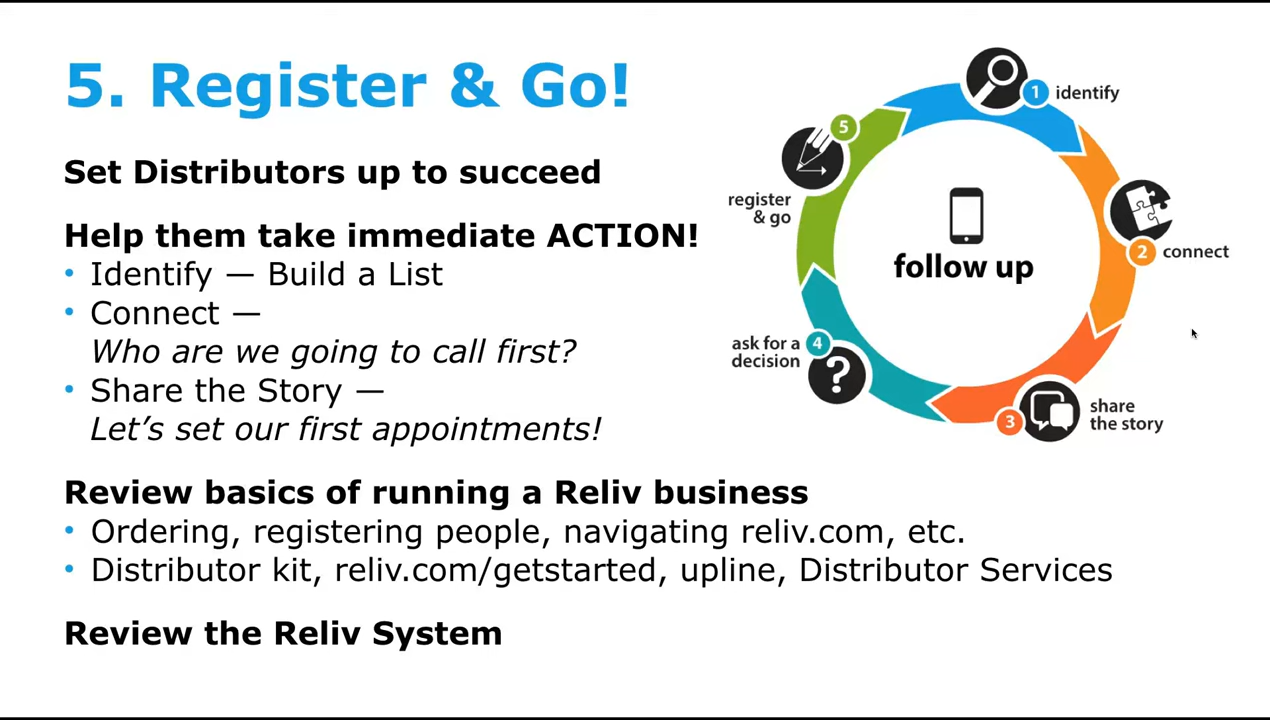 5. Register & Go!
Set Distributors up to succeed
Help them take immediate ACTION!
• Identify — Build a List
• Connect —
Who are we going to call first?
• Share the Story —
Let’s set our first appointments!
Review basics of running a Reliv business
• Ordering, registering people, navigating reliv.com, etc.
• Distributor kit, reliv.com/getstarted, upline, Distributor Services
Review the Reliv System
1 identify
2 connect
3 share
the story
4 ask for a
decision
5 register
& go
follow up